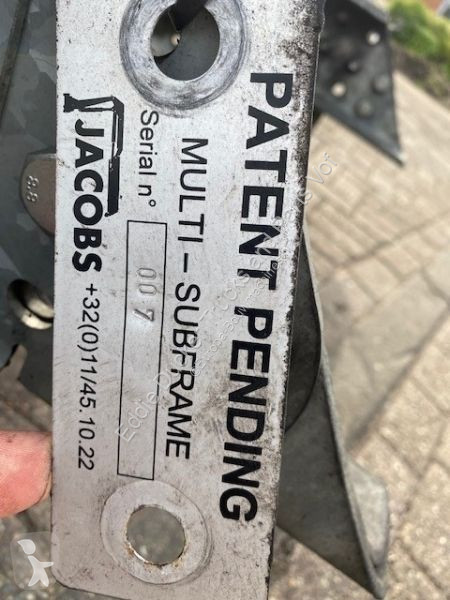 PATENT PENDING
MULTI-SUBFRAME
Serial n° 007
JACOBS +32(0)11/45.10.22
8.8